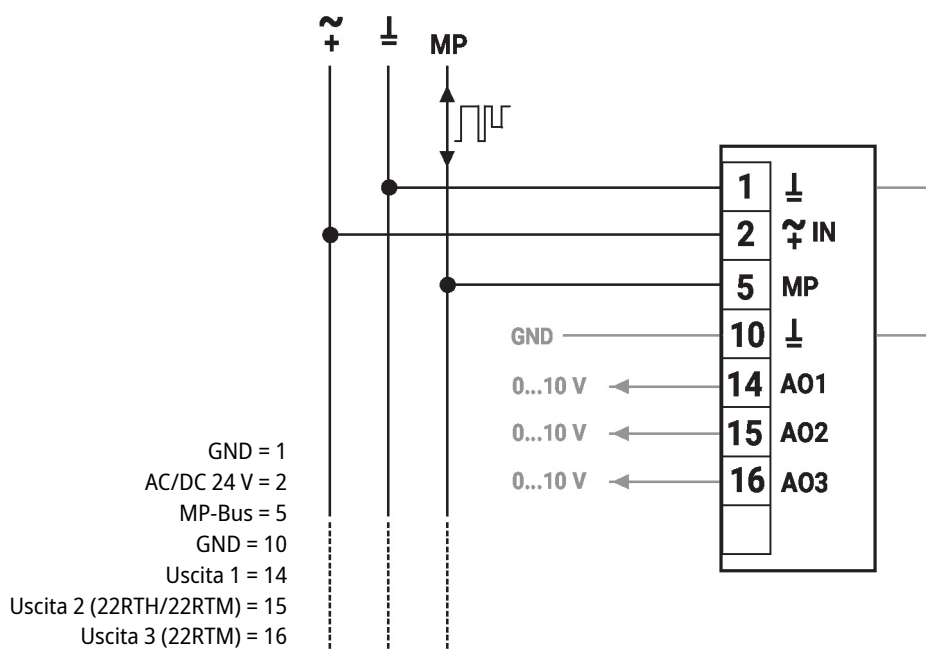 ~ ⊥
+ = MP
1 ⊥
2 ~ + IN
5 MP
GND 10 ⊥
0...10 V 14 AO1
0...10 V 15 AO2
0...10 V 16 AO3
GND = 1
AC/DC 24 V = 2
MP-Bus = 5
GND = 10
Uscita 1 = 14
Uscita 2 (22RTH/22RTM) = 15
Uscita 3 (22RTM) = 16